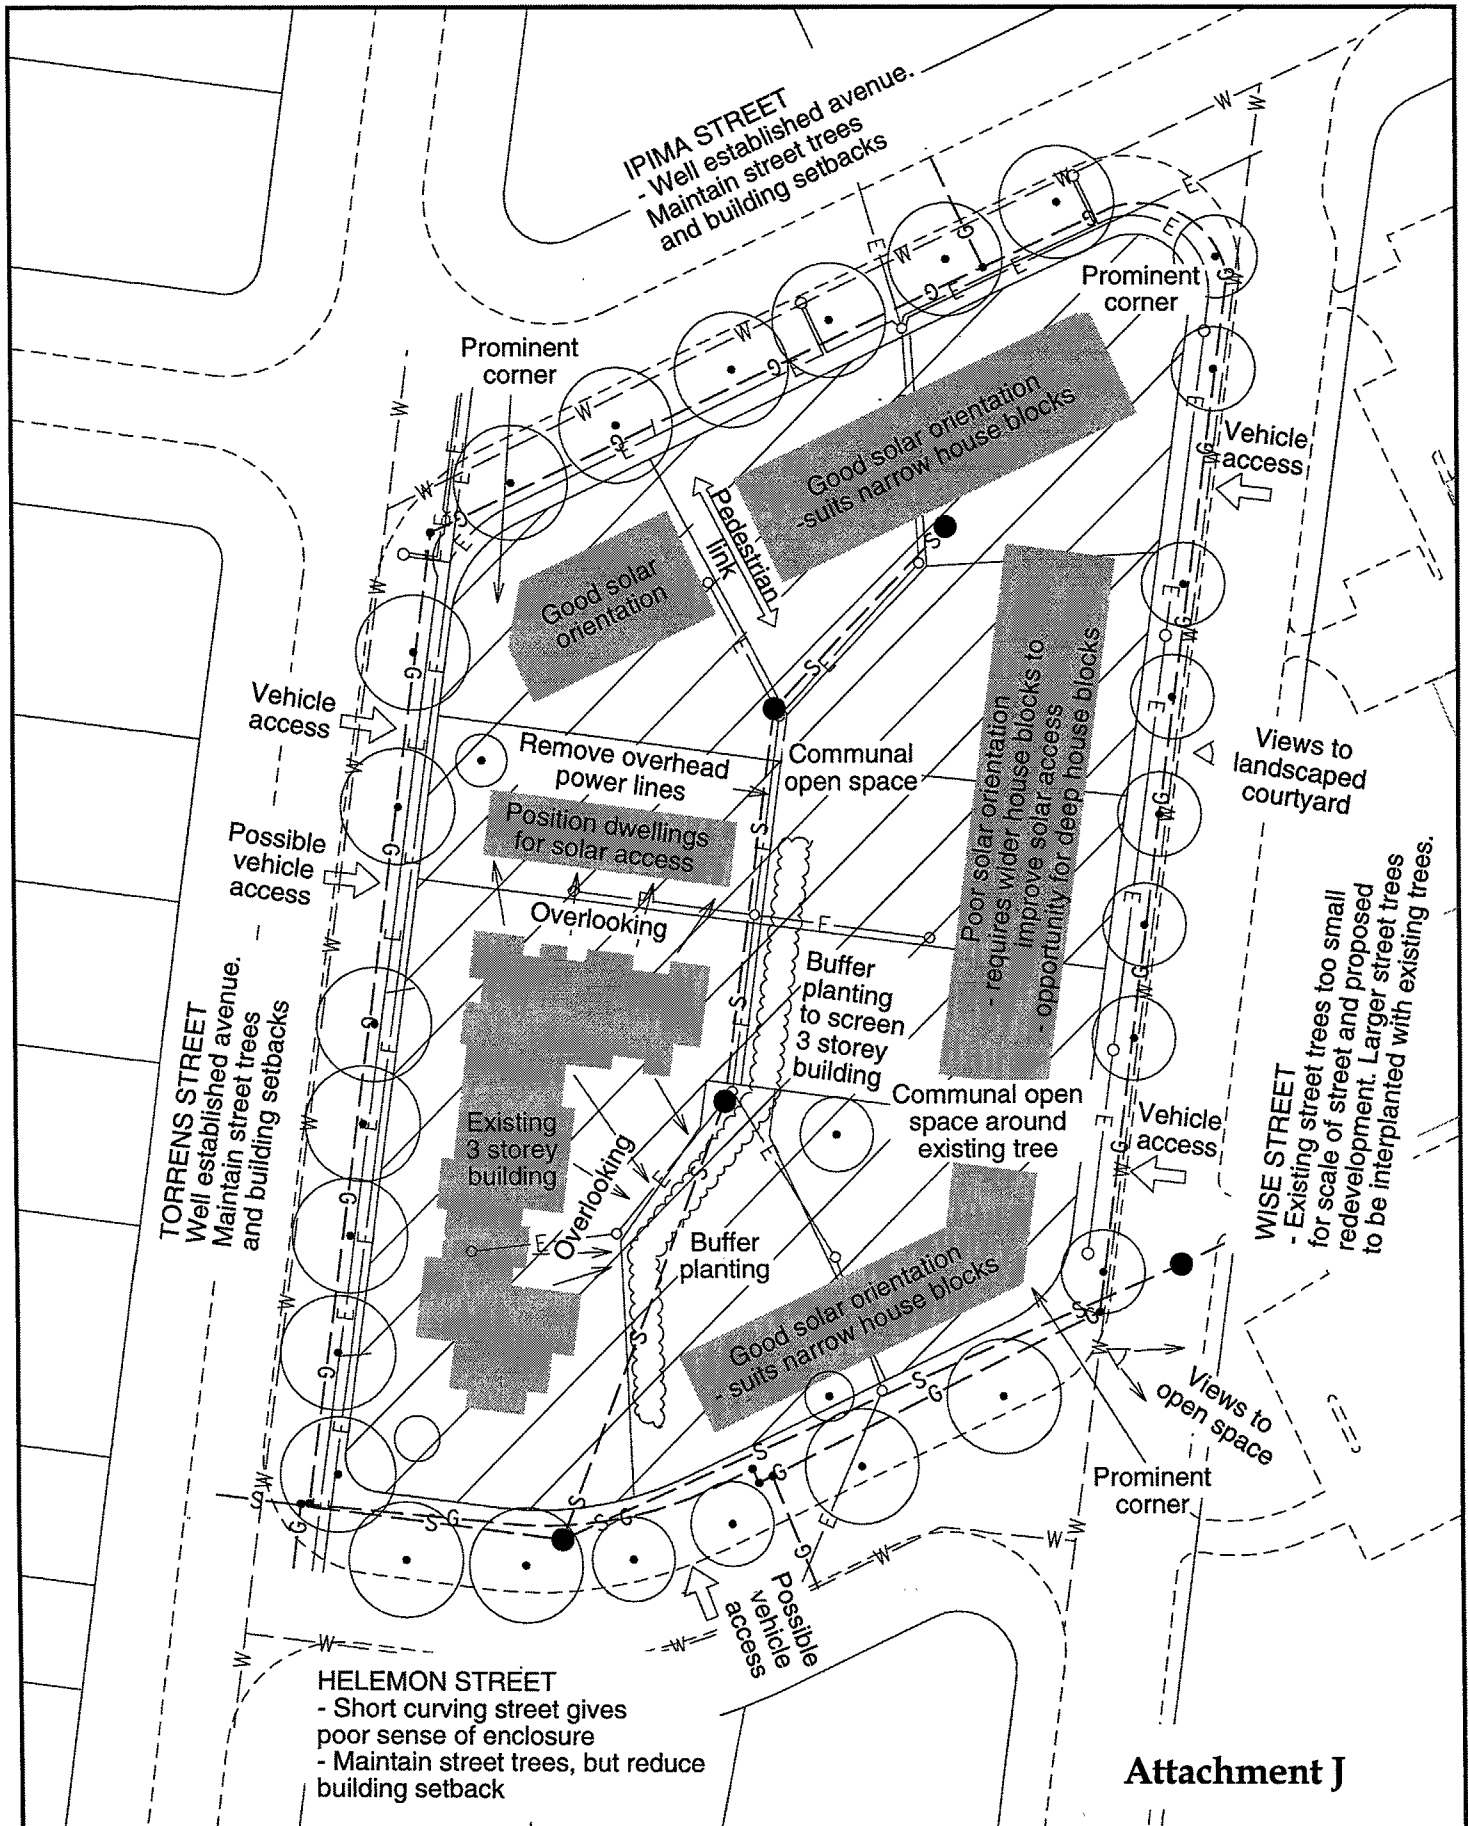 IPIMA STREET
- Well established avenue.
Maintain street trees
and building setbacks
Prominent
corner
Prominent
corner
Good solar orientation
-suits narrow house blocks
Vehicle
access
Pedestrian
link
Good solar
orientation
Vehicle
access
Remove overhead
power lines
Communal
open space
Views to
landscaped
courtyard
Position dwellings
for solar access
Possible
vehicle
access
Overlooking
Poor solar orientation
- requires wider house blocks to
improve solar access
- opportunity for deep house blocks
Buffer
planting
to screen
3 storey
building
TORRENS STREET
Well established avenue.
Maintain street trees
and building setbacks
WISE STREET
- Existing street trees too small
for scale of street and proposed
redevelopment. Larger street trees
to be interplanted with existing trees.
Existing
3 storey
building
Overlooking
Communal open
space around
existing tree
Vehicle
access
Buffer
planting
Good solar orientation
- suits narrow house blocks
Views to
open space
Prominent
corner
Possible
vehicle
access
HELEMON STREET
- Short curving street gives
poor sense of enclosure
- Maintain street trees, but reduce
building setback
Attachment J